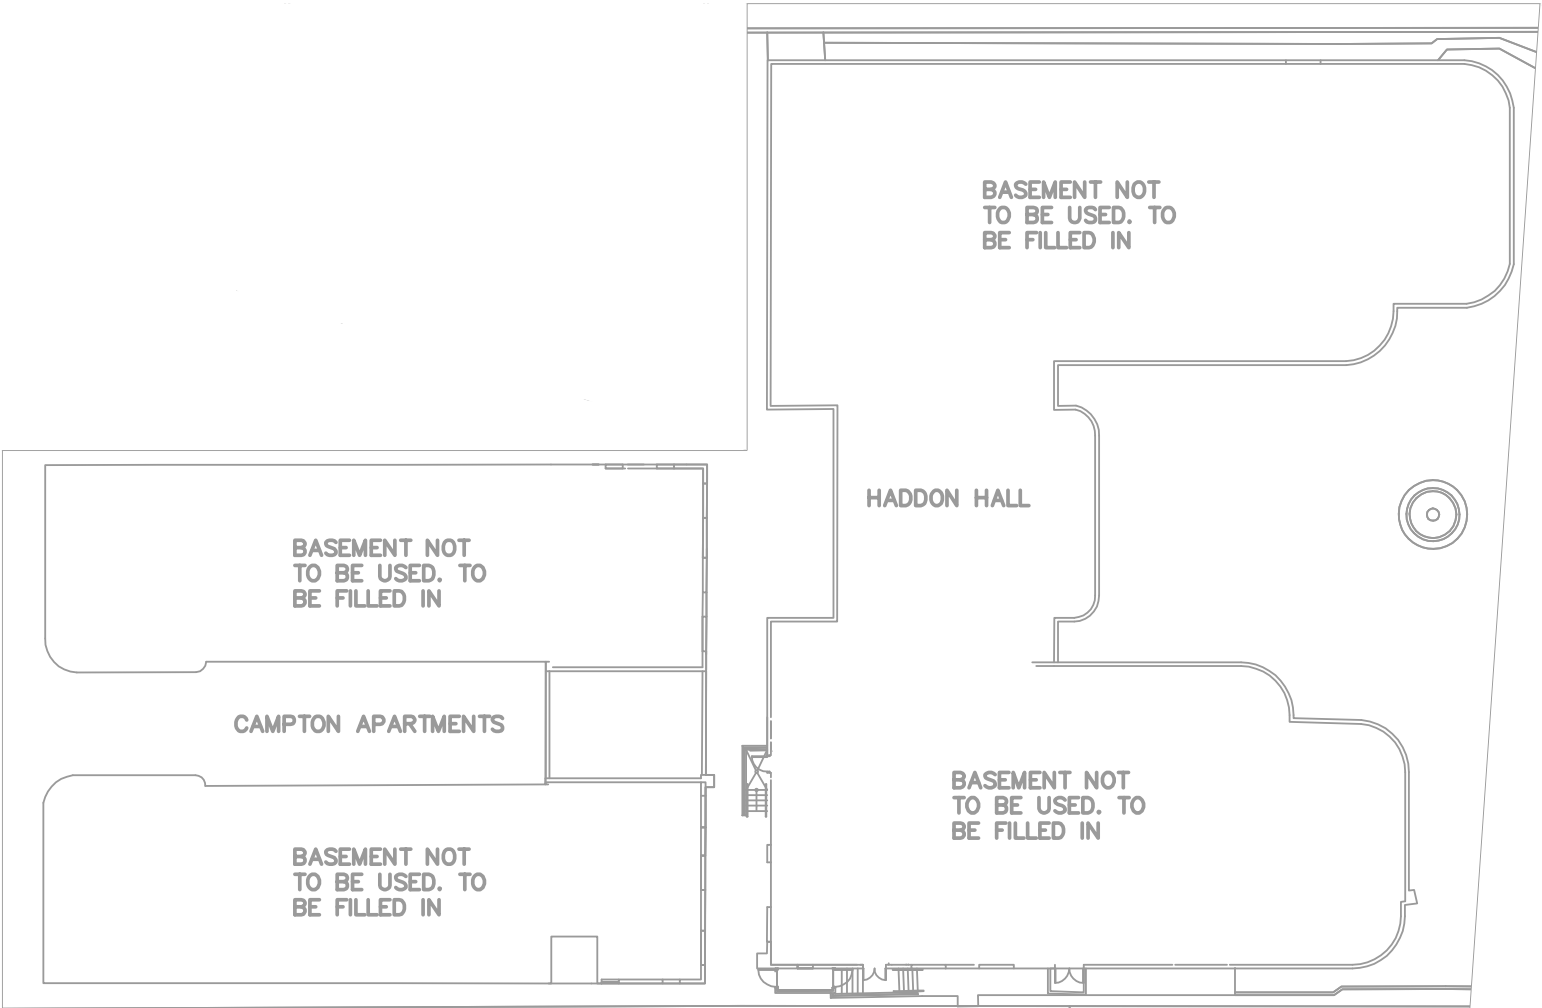 BASEMENT NOT
TO BE USED. TO
BE FILLED IN
HADDON HALL
BASEMENT NOT
TO BE USED. TO
BE FILLED IN
CAMPTON APARTMENTS
BASEMENT NOT
TO BE USED. TO
BE FILLED IN
BASEMENT NOT
TO BE USED. TO
BE FILLED IN